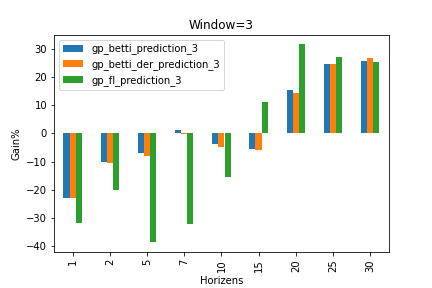 Window=3
gp_betti_prediction_3
gp_betti_der_prediction_3
gp_fl_prediction_3
30
20
10
0
−10
−20
−30
−40
Gain%
1
2
5
7
10
15
20
25
30
Horizens